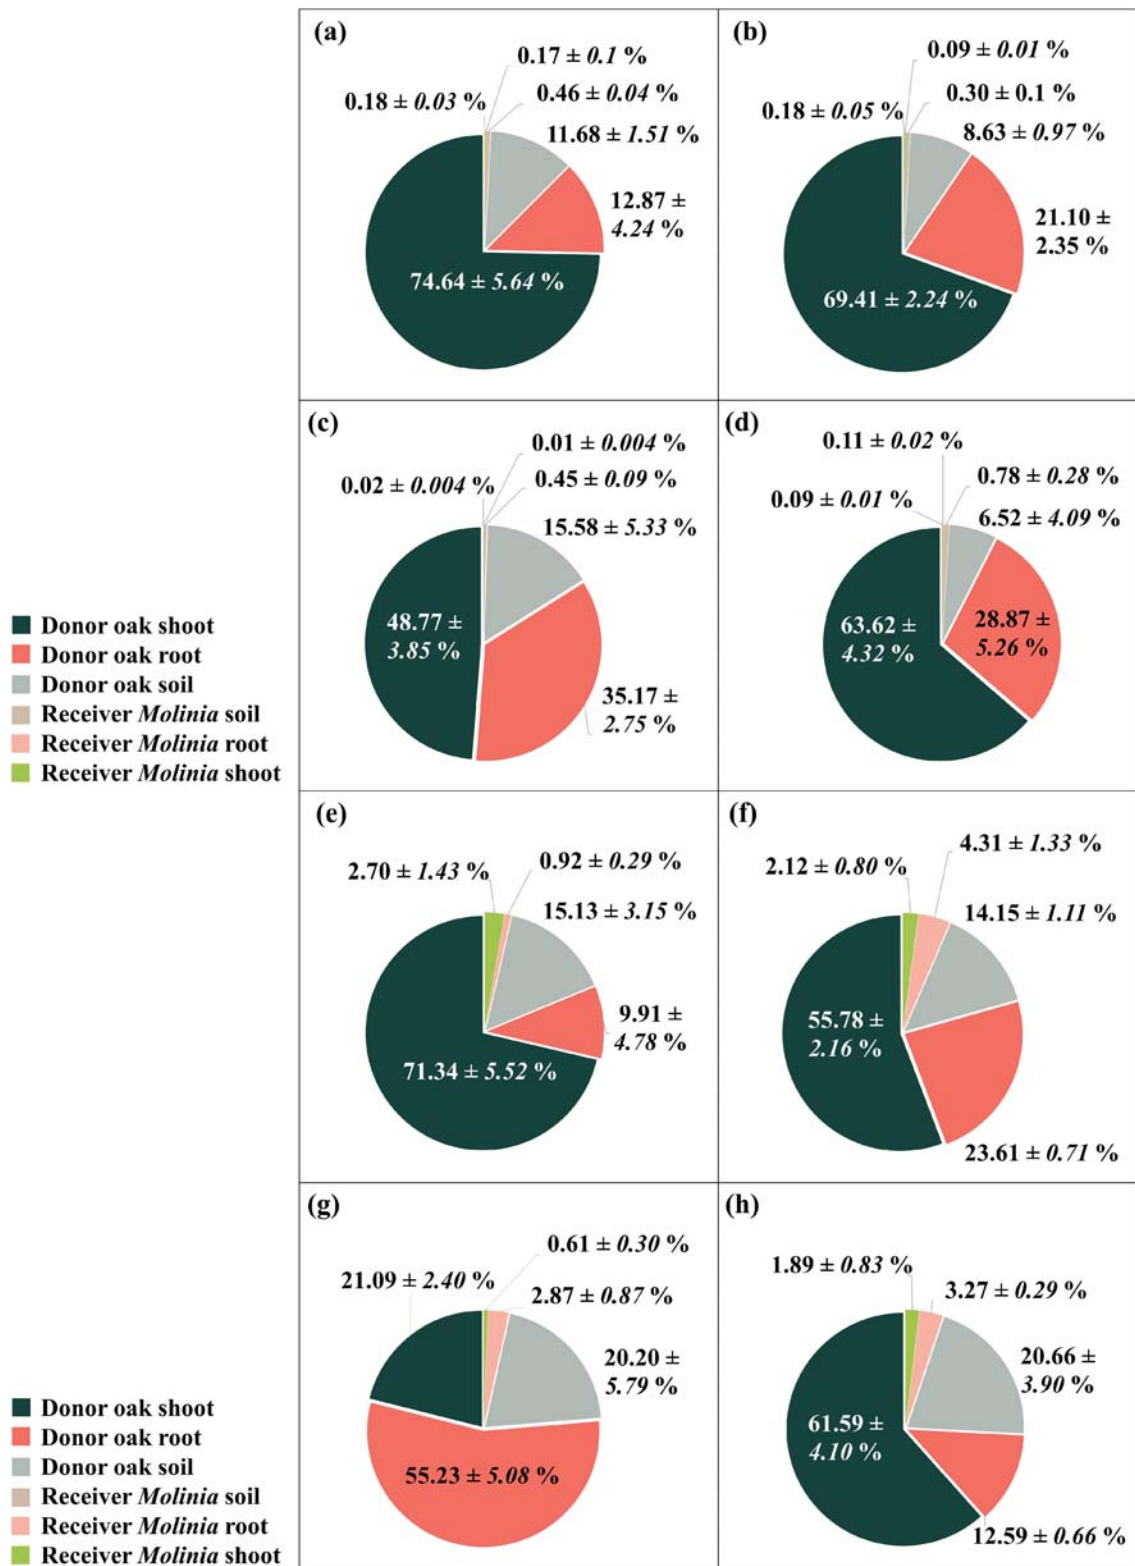 (a)
0.17 ± 0.1 %
0.18 ± 0.03 %
0.46 ± 0.04 %
11.68 ± 1.51 %
12.87 ±
4.24 %
74.64 ± 5.64 %
(b)
0.09 ± 0.01 %
0.18 ± 0.05 %
0.30 ± 0.1 %
8.63 ± 0.97 %
21.10 ±
2.35 %
69.41 ± 2.24 %
(c)
0.01 ± 0.004 %
0.02 ± 0.004 %
0.45 ± 0.09 %
15.58 ± 5.33 %
48.77 ±
3.85 %
35.17 ±
2.75 %
(d)
0.11 ± 0.02 %
0.09 ± 0.01 %
0.78 ± 0.28 %
6.52 ± 4.09 %
63.62 ±
4.32 %
28.87 ±
5.26 %
Donor oak shoot
Donor oak root
Donor oak soil
Receiver Molinia soil
Receiver Molinia root
Receiver Molinia shoot
(e)
2.70 ± 1.43 %
0.92 ± 0.29 %
15.13 ± 3.15 %
9.91 ±
4.78 %
71.34 ± 5.52 %
(f)
4.31 ± 1.33 %
2.12 ± 0.80 %
14.15 ± 1.11 %
55.78 ±
2.16 %
23.61 ± 0.71 %
(g)
0.61 ± 0.30 %
21.09 ± 2.40 %
2.87 ± 0.87 %
20.20 ±
5.79 %
55.23 ± 5.08 %
(h)
1.89 ± 0.83 %
3.27 ± 0.29 %
20.66 ±
3.90 %
61.59 ±
4.10 %
12.59 ± 0.66 %
Donor oak shoot
Donor oak root
Donor oak soil
Receiver Molinia soil
Receiver Molinia root
Receiver Molinia shoot